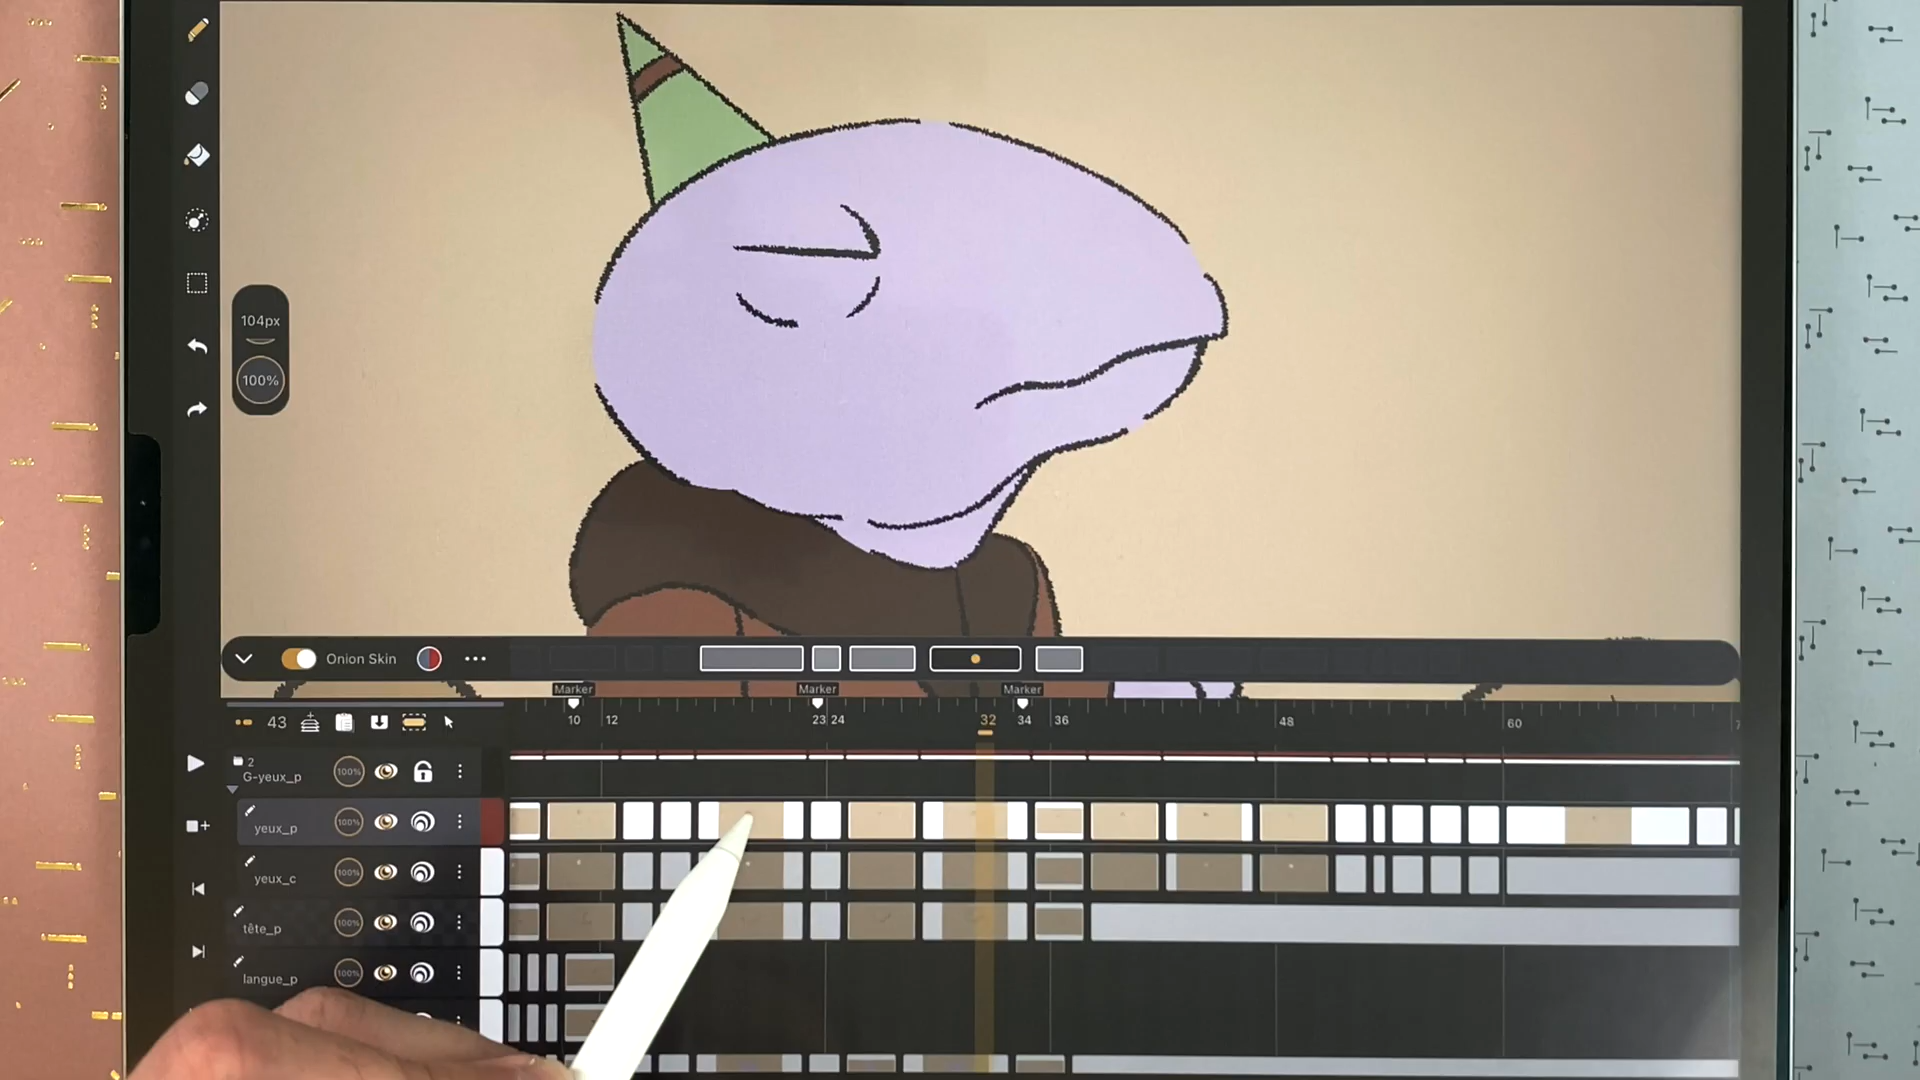 104px
100%
Onion Skin
Marker
Marker
Marker
43
10
12
23
24
32
34
36
48
60
2
G-yeux_p
100%
yeux_p
100%
yeux_c
100%
tête_p
100%
langue_p
100%